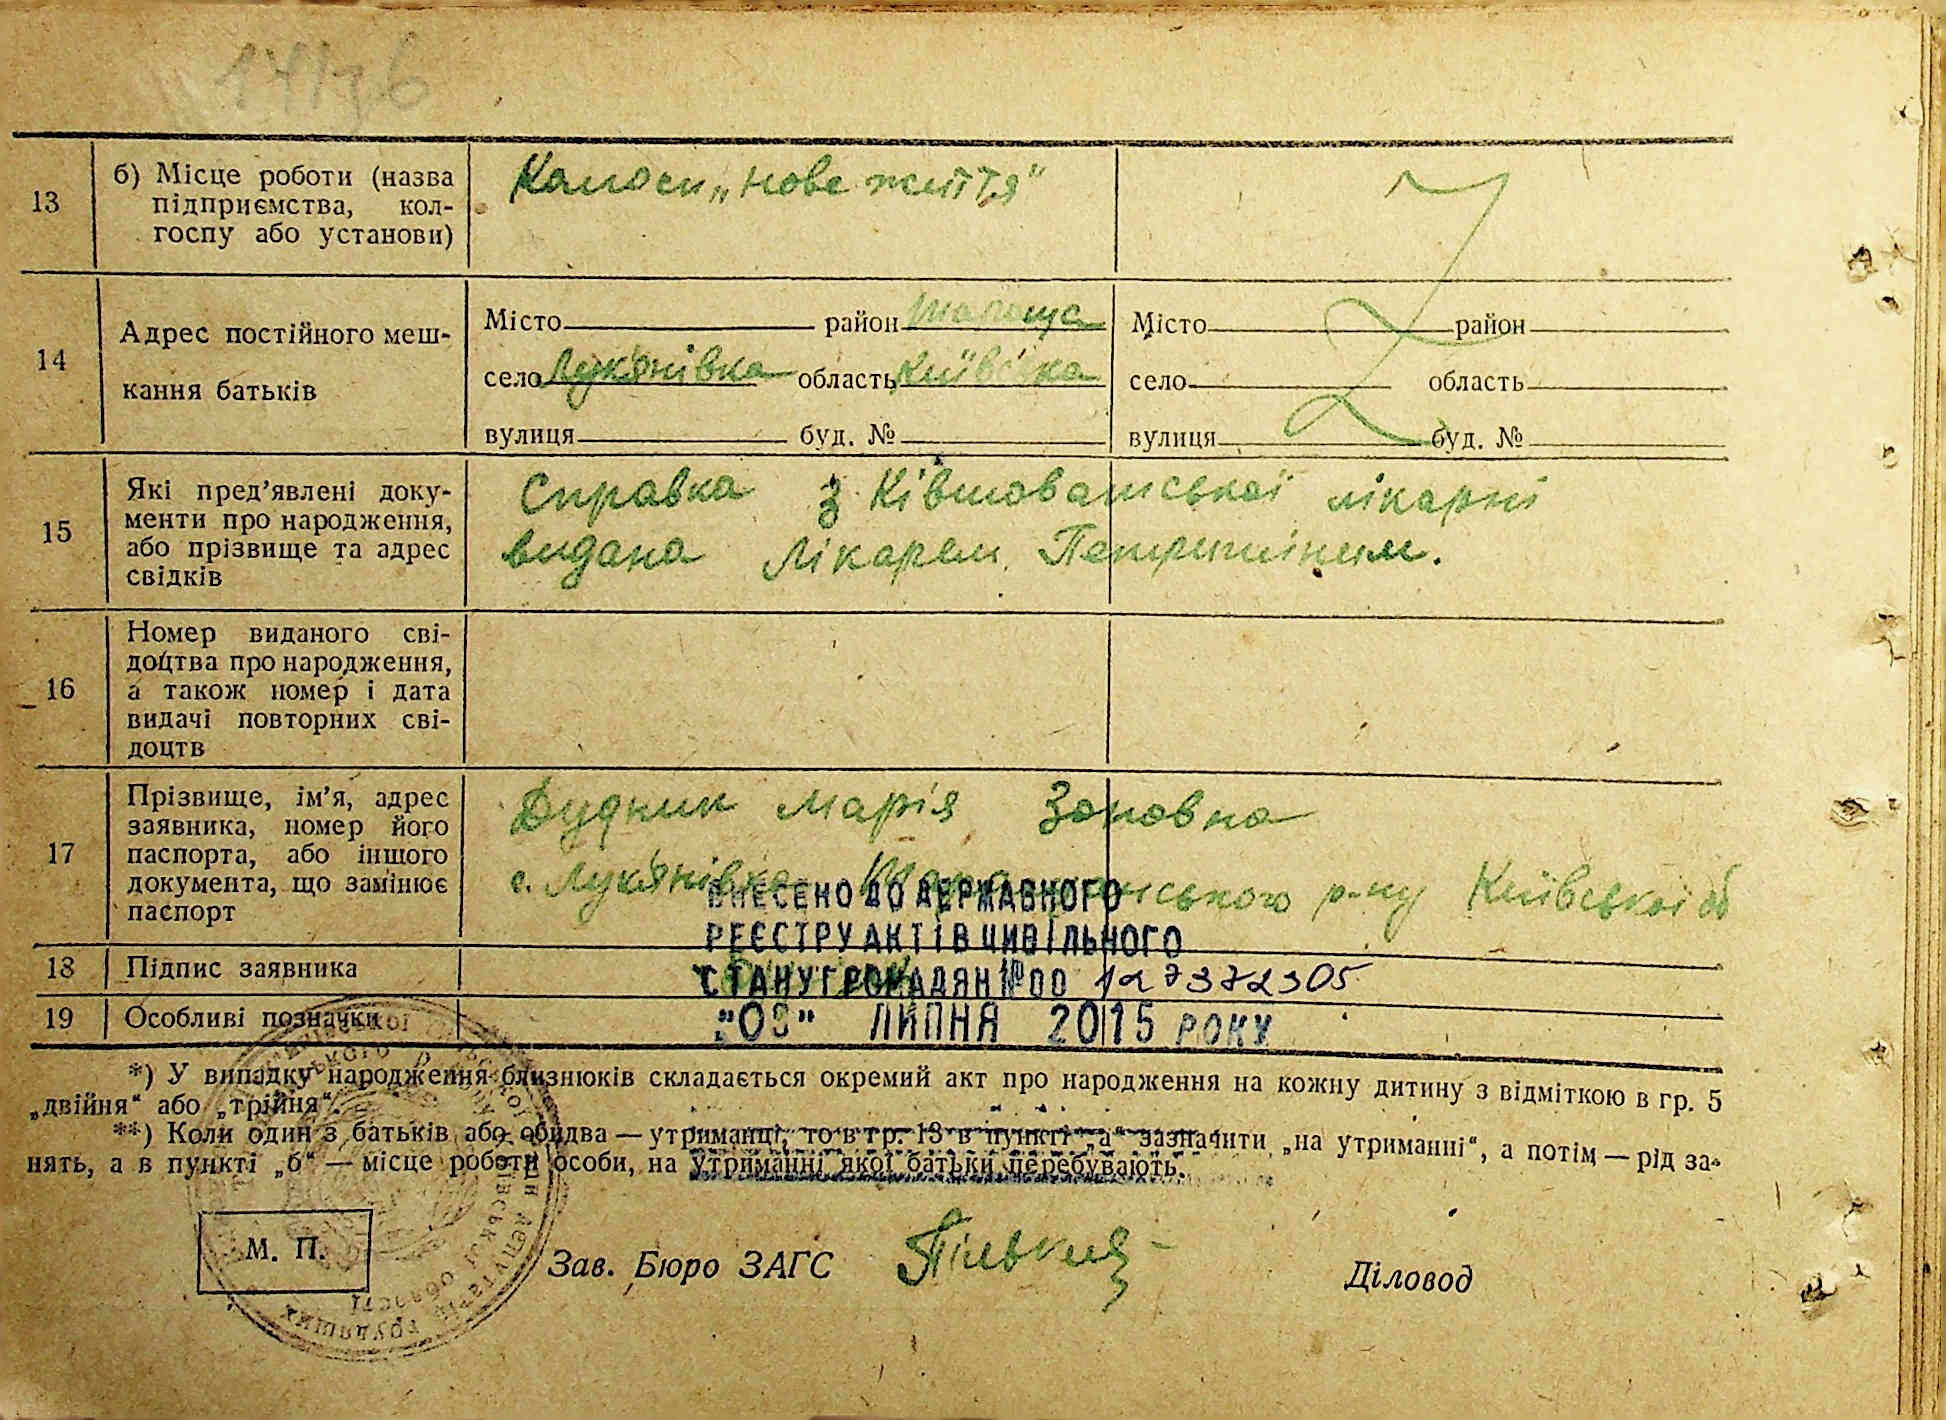 13
б) Місце роботи (назва
підприємства, кол-
госпу або установи)
Колгосп „нове життя"
14
Адрес постійного меш-
кання батьків
Місто район Тараща
село Лук'янівка область Київська
вулиця буд. №
Місто район
село область
вулиця буд. №
15
Які пред'явлені доку-
менти про народження,
або прізвище та адрес
свідків
Справка з Ківшоватської лікарні
видана лікарем
16
Номер виданого сві-
доцтва про народження,
а також номер і дата
видачі повторних сві-
доцтв
17
Прізвище, ім'я, адрес
заявника, номер його
паспорта, або іншого
документа, що замінює
паспорт
Дудник Марія
с. Лук'янівка Таращанського р-ну Київської об
ВНЕСЕНО ДО ДЕРЖАВНОГО
РЕЄСТРУ АКТІВ ЦИВІЛЬНОГО
18
Підпис заявника
СТАНУ ГРОМАДЯН №00 127372305
19
Особливі позначки
"03" ЛИПНЯ 2015 РОКУ
*) У випадку народження близнюків складається окремий акт про народження на кожну дитину з відміткою в гр. 5
„двійня" або „трійня".
**) Коли один з батьків або обидва — утриманці, то в гр. 13 в пункті „а" зазначити „на утриманні", а потім — рід за-
нять, а в пункті „б" — місце роботи особи, на утриманні якої батьки перебувають.
М. П.
Зав. Бюро ЗАГС
Діловод